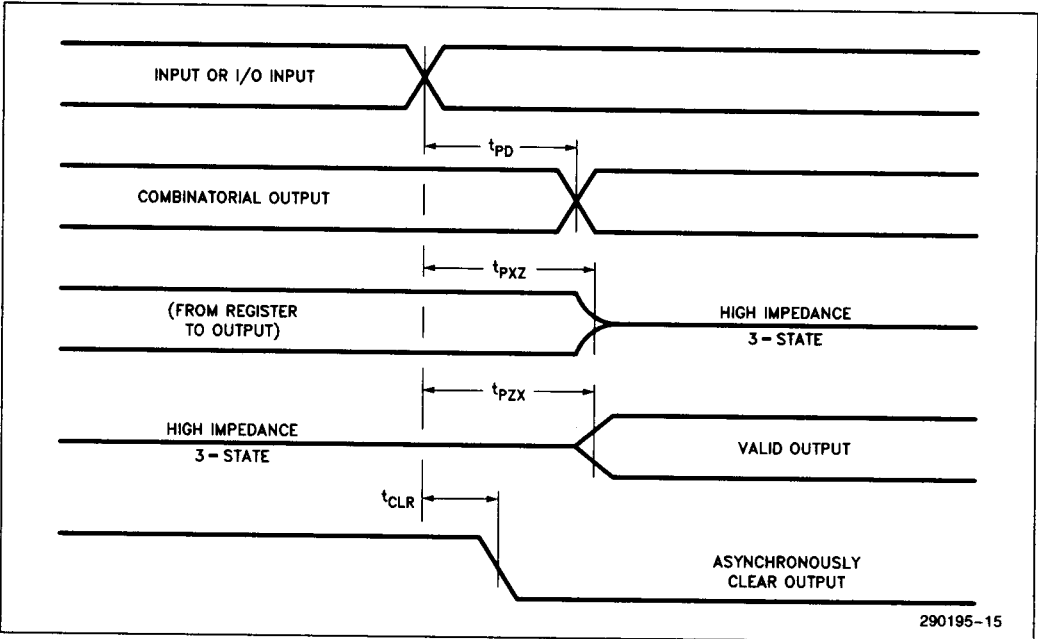 INPUT OR I/O INPUT
tPD
COMBINATORIAL OUTPUT
tPXZ
(FROM REGISTER
TO OUTPUT)
HIGH IMPEDANCE
3-STATE
tPZX
HIGH IMPEDANCE
3-STATE
VALID OUTPUT
tCLR
ASYNCHRONOUSLY
CLEAR OUTPUT
290195-15